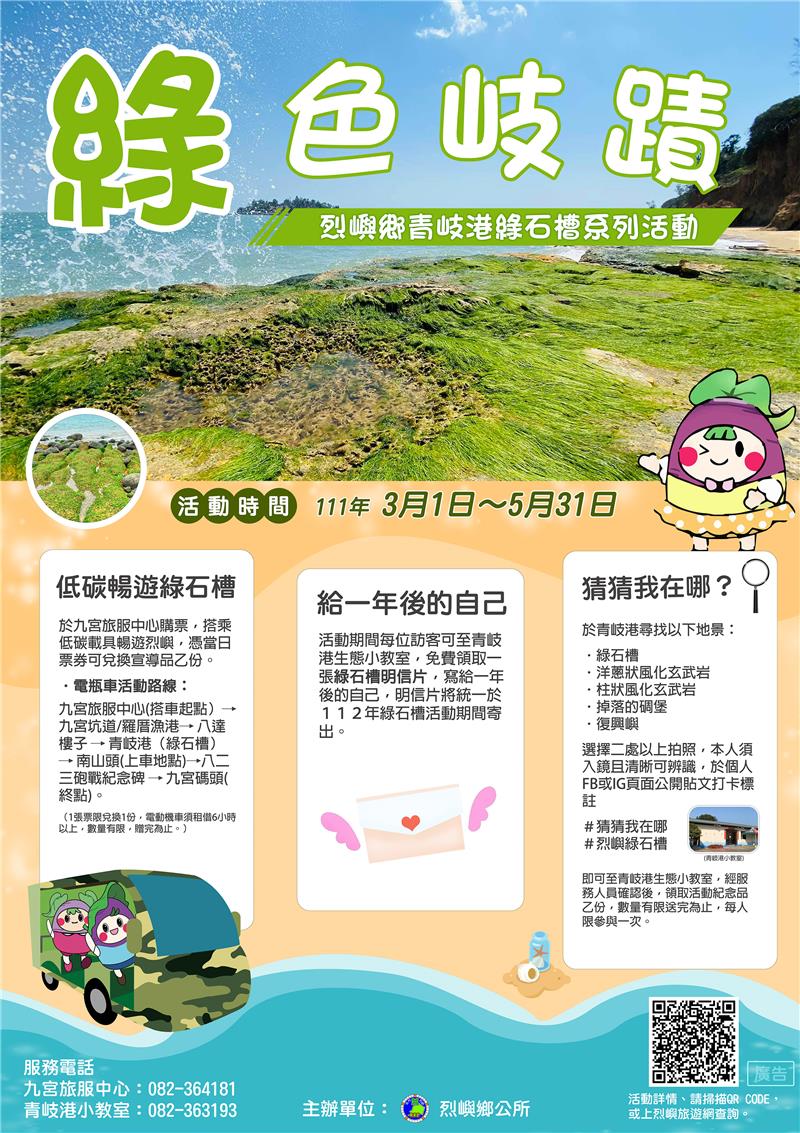 綠色岐蹟
烈嶼鄉青岐港綠石槽系列活動
活動時間 111年 3月1日~5月31日
低碳暢遊綠石槽
於九宮旅服中心購票，搭乘
低碳載具暢遊烈嶼，憑當日
票券可兌換宣導品乙份。
・電瓶車活動路線：
九宮旅服中心(搭車起點) →
九宮坑道/羅厝漁港→ 八達
樓子 → 青岐港（綠石槽）
→ 南山頭(上車地點)→八二
三砲戰紀念碑 → 九宮碼頭(
終點)。
（1張票限兌換1份，電動機車須租借6小時
以上，數量有限，贈完為止。）
給一年後的自己
活動期間每位訪客可至青岐
港生態小教室，免費領取一
張綠石槽明信片，寫給一年
後的自己，明信片將統一於
１１２年綠石槽活動期間寄
出。
猜猜我在哪？
於青岐港尋找以下地景：
・綠石槽
・洋蔥狀風化玄武岩
・柱狀風化玄武岩
・掉落的碉堡
・復興嶼
選擇二處以上拍照，本人須
入鏡且清晰可辨識，於個人
FB或IG頁面公開貼文打卡標
註
＃猜猜我在哪
＃烈嶼綠石槽
(青岐港小教室)
即可至青岐港生態小教室，經服
務人員確認後，領取活動紀念品
乙份，數量有限送完為止，每人
限參與一次。
服務電話
九宮旅服中心：082-364181
青岐港小教室：082-363193
主辦單位： 烈嶼鄉公所
廣告
活動詳情、請掃描QR CODE，
或上烈嶼旅遊網查詢。